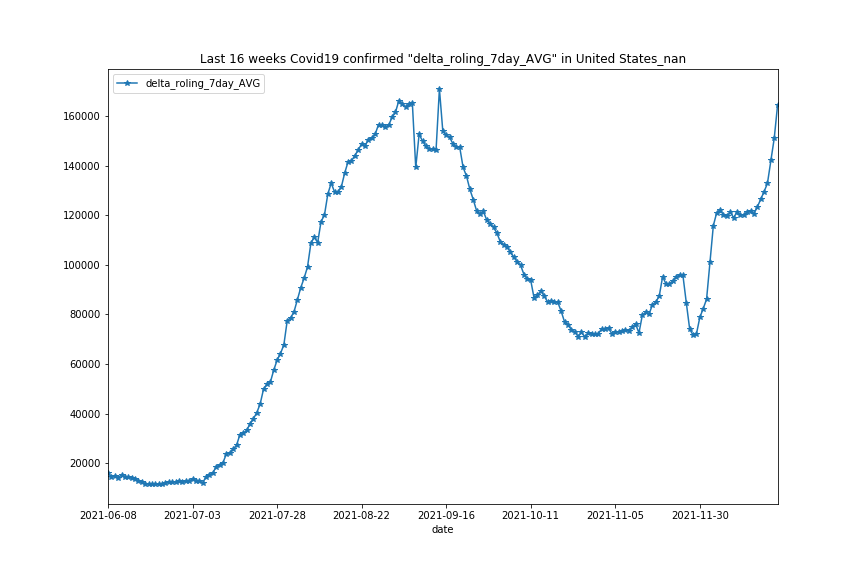 Last 16 weeks Covid19 confirmed "delta_roling_7day_AVG" in United States_nan
delta_roling_7day_AVG
160000
140000
120000
100000
80000
60000
40000
20000
2021-06-08 2021-07-03 2021-07-28 2021-08-22 2021-09-16 2021-10-11 2021-11-05 2021-11-30
date